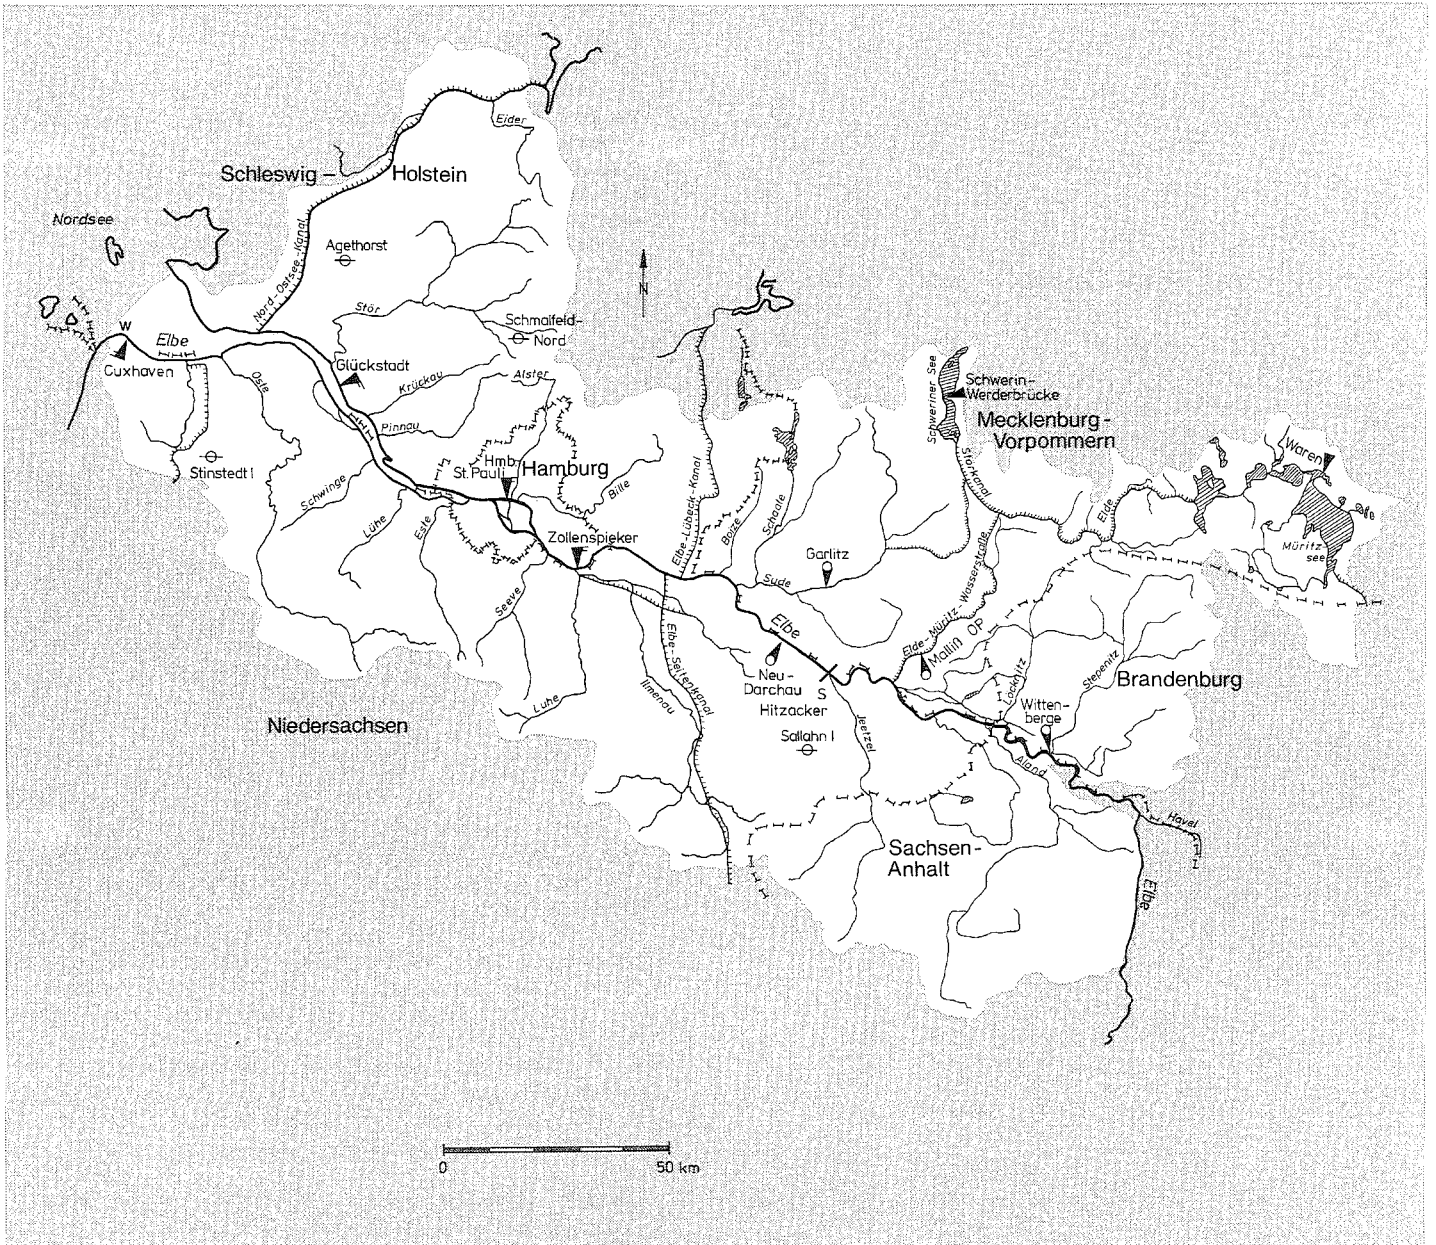 Eider
Schleswig –
Holstein
Nordsee
Nord-Ostsee-Kanal
Agethorst
N
Stör
Schmalfeld-
Nord
W
Elbe
Cuxhaven
Glückstadt
Oste
Krückau
Alster
Schweriner See
Schwerin-
Werderbrücke
Mecklenburg-
Vorpommern
Pinnau
Stinstedt I
Hmb.
St. Pauli
Hamburg
Störkanal
Waren
Schwinge
Bille
Elbe-Lübeck-Kanal
Boize
Schaale
Elde
Lühe
Este
Zollenspieker
Garlitz
Müritz-
see
Sude
Elde-Müritz-Wasserstraße
Seeve
Elbe
Malliß OP
Elbe-Seitenkanal
Ilmenau
Neu-
Darchau
S
Hitzacker
Löcknitz
Stepenitz
Brandenburg
Luhe
Niedersachsen
Sallahn I
Jeetzel
Witten-
berge
Aland
Havel
Sachsen-
Anhalt
Elbe
0
50 km